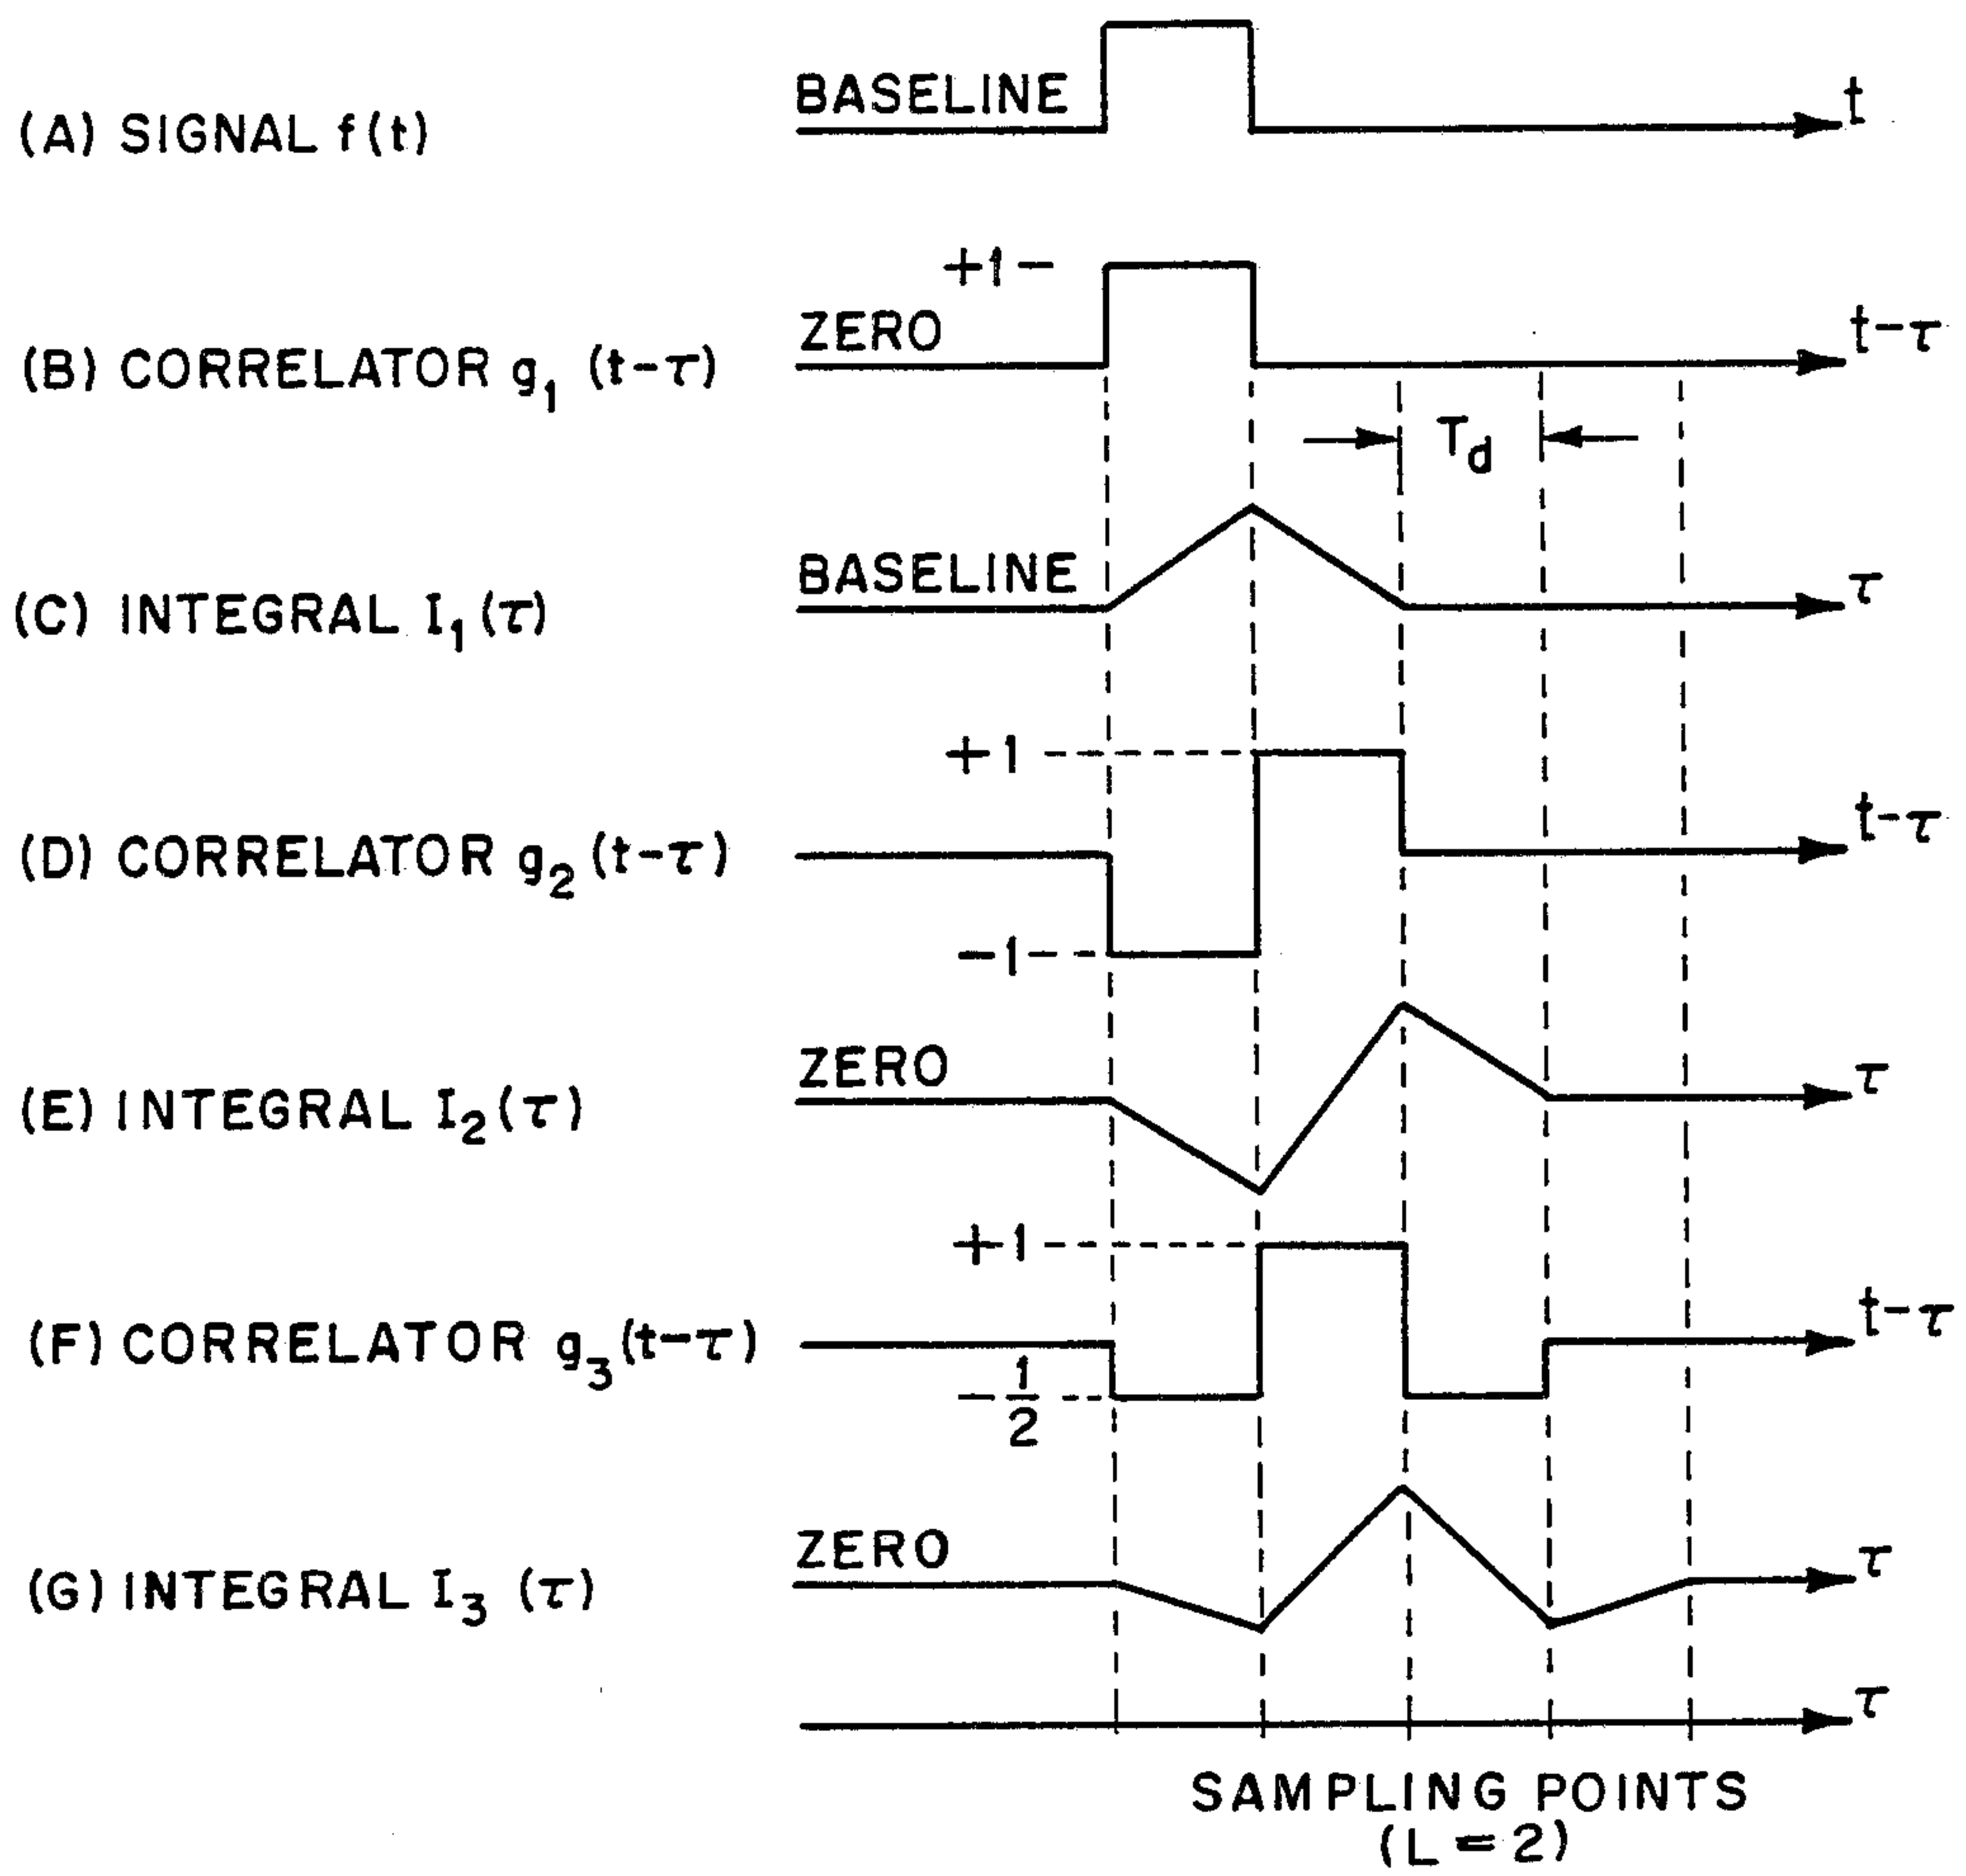 BASELINE
(A) SIGNAL f(t)
t
+1
ZERO
(B) CORRELATOR g₁ (t-τ)
t-τ
T_d
BASELINE
(C) INTEGRAL I₁(τ)
τ
+1
(D) CORRELATOR g₂(t-τ)
t-τ
-1
ZERO
(E) INTEGRAL I₂(τ)
τ
+1
(F) CORRELATOR g₃(t-τ)
t-τ
-1/2
ZERO
(G) INTEGRAL I₃ (τ)
τ
τ
SAMPLING POINTS
(L=2)